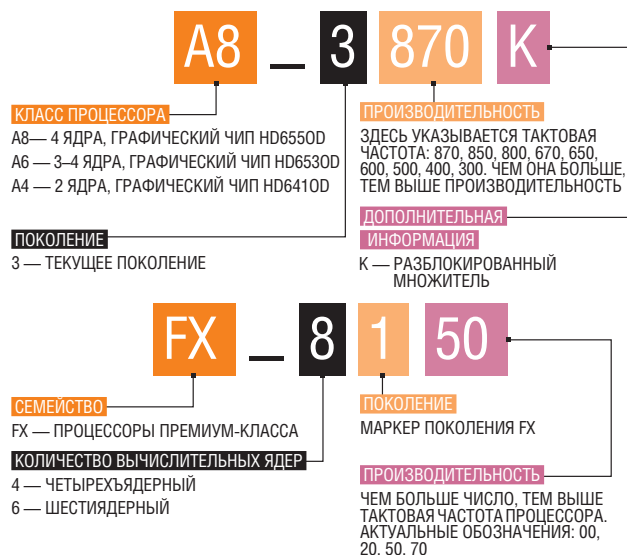 А8 — 3 870 K
КЛАСС ПРОЦЕССОРА
А8— 4 ЯДРА, ГРАФИЧЕСКИЙ ЧИП HD6550D
А6 — 3–4 ЯДРА, ГРАФИЧЕСКИЙ ЧИП HD6530D
А4 — 2 ЯДРА, ГРАФИЧЕСКИЙ ЧИП HD6410D
ПОКОЛЕНИЕ
3 — ТЕКУЩЕЕ ПОКОЛЕНИЕ
ПРОИЗВОДИТЕЛЬНОСТЬ
ЗДЕСЬ УКАЗЫВАЕТСЯ ТАКТОВАЯ
ЧАСТОТА: 870, 850, 800, 670, 650,
600, 500, 400, 300. ЧЕМ ОНА БОЛЬШЕ,
ТЕМ ВЫШЕ ПРОИЗВОДИТЕЛЬНОСТЬ
ДОПОЛНИТЕЛЬНАЯ
ИНФОРМАЦИЯ
К — РАЗБЛОКИРОВАННЫЙ
МНОЖИТЕЛЬ
FX — 8 1 50
СЕМЕЙСТВО
FX — ПРОЦЕССОРЫ ПРЕМИУМ-КЛАССА
КОЛИЧЕСТВО ВЫЧИСЛИТЕЛЬНЫХ ЯДЕР
4 — ЧЕТЫРЕХЪЯДЕРНЫЙ
6 — ШЕСТИЯДЕРНЫЙ
ПОКОЛЕНИЕ
МАРКЕР ПОКОЛЕНИЯ FX
ПРОИЗВОДИТЕЛЬНОСТЬ
ЧЕМ БОЛЬШЕ ЧИСЛО, ТЕМ ВЫШЕ
ТАКТОВАЯ ЧАСТОТА ПРОЦЕССОРА.
АКТУАЛЬНЫЕ ОБОЗНАЧЕНИЯ: 00,
20, 50, 70